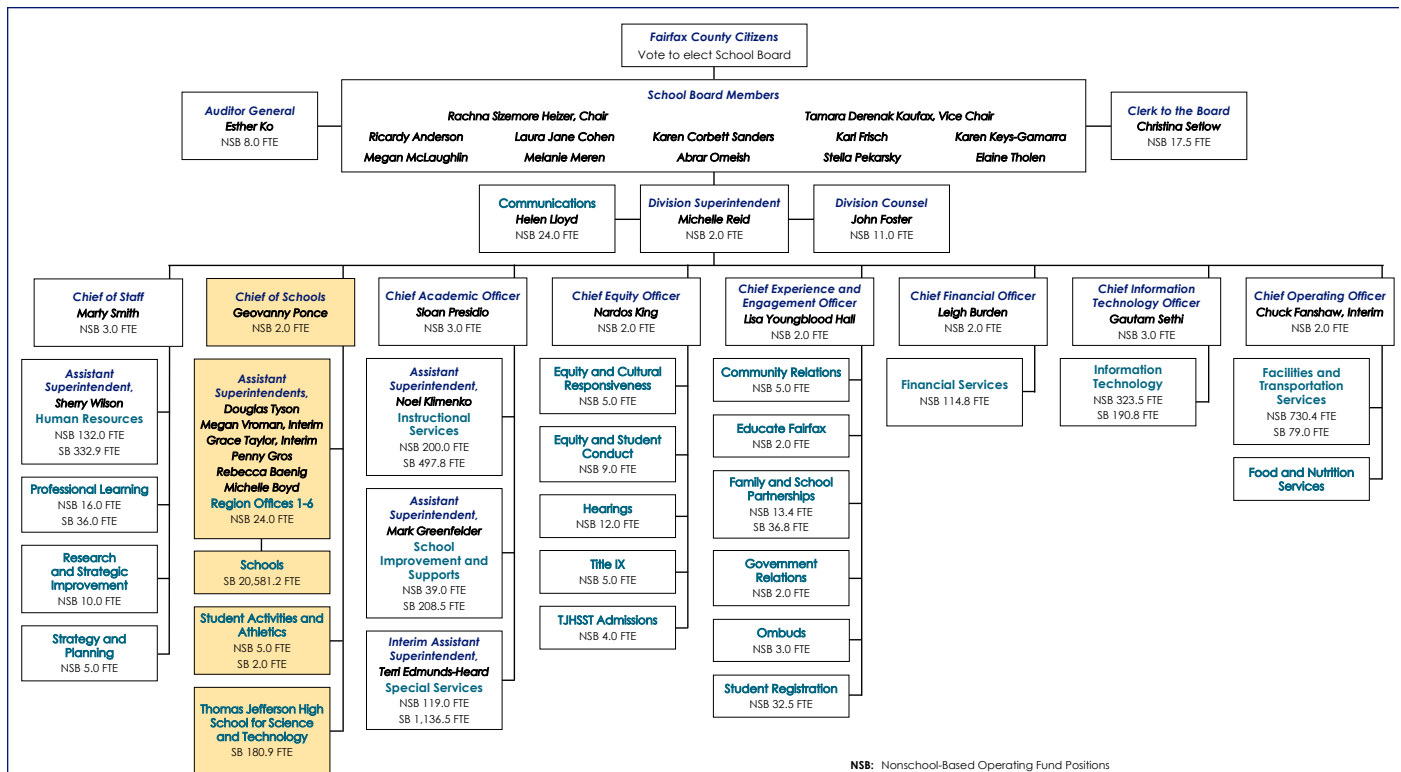 Fairfax County Citizens
Vote to elect School Board
School Board Members
Rachna Sizemore Heizer, Chair
Tamara Derenak Kaufax, Vice Chair
Ricardy Anderson
Laura Jane Cohen
Karen Corbett Sanders
Karl Frisch
Karen Keys-Gamarra
Megan McLaughlin
Melanie Meren
Abrar Omeish
Stella Pekarsky
Elaine Tholen
Auditor General
Esther Ko
NSB 8.0 FTE
Clerk to the Board
Christina Setlow
NSB 17.5 FTE
Communications
Helen Lloyd
NSB 24.0 FTE
Division Superintendent
Michelle Reid
NSB 2.0 FTE
Division Counsel
John Foster
NSB 11.0 FTE
Chief of Staff
Marty Smith
NSB 3.0 FTE
Assistant
Superintendent,
Sherry Wilson
Human Resources
NSB 132.0 FTE
SB 332.9 FTE
Professional Learning
NSB 16.0 FTE
SB 36.0 FTE
Research
and Strategic
Improvement
NSB 10.0 FTE
Strategy and
Planning
NSB 5.0 FTE
Chief of Schools
Geovanny Ponce
NSB 2.0 FTE
Assistant
Superintendents,
Douglas Tyson
Megan Vroman, Interim
Grace Taylor, Interim
Penny Gros
Rebecca Baenig
Michelle Boyd
Region Offices 1-6
NSB 24.0 FTE
Schools
SB 20,581.2 FTE
Student Activities and
Athletics
NSB 5.0 FTE
SB 2.0 FTE
Thomas Jefferson High
School for Science
and Technology
SB 180.9 FTE
Chief Academic Officer
Sloan Presidio
NSB 3.0 FTE
Assistant
Superintendent,
Noel Klimenko
Instructional
Services
NSB 200.0 FTE
SB 497.8 FTE
Assistant
Superintendent,
Mark Greenfelder
School
Improvement and
Supports
NSB 39.0 FTE
SB 208.5 FTE
Interim Assistant
Superintendent,
Terri Edmunds-Heard
Special Services
NSB 119.0 FTE
SB 1,136.5 FTE
Chief Equity Officer
Nardos King
NSB 2.0 FTE
Equity and Cultural
Responsiveness
NSB 5.0 FTE
Equity and Student
Conduct
NSB 9.0 FTE
Hearings
NSB 12.0 FTE
Title IX
NSB 5.0 FTE
TJHSST Admissions
NSB 4.0 FTE
Chief Experience and
Engagement Officer
Lisa Youngblood Hall
NSB 2.0 FTE
Community Relations
NSB 5.0 FTE
Educate Fairfax
NSB 2.0 FTE
Family and School
Partnerships
NSB 13.4 FTE
SB 36.8 FTE
Government
Relations
NSB 2.0 FTE
Ombuds
NSB 3.0 FTE
Student Registration
NSB 32.5 FTE
Chief Financial Officer
Leigh Burden
NSB 2.0 FTE
Financial Services
NSB 114.8 FTE
Chief Information
Technology Officer
Gautam Sethi
NSB 3.0 FTE
Information
Technology
NSB 323.5 FTE
SB 190.8 FTE
Chief Operating Officer
Chuck Fanshaw, Interim
NSB 2.0 FTE
Facilities and
Transportation
Services
NSB 730.4 FTE
SB 79.0 FTE
Food and Nutrition
Services
NSB: Nonschool-Based Operating Fund Positions